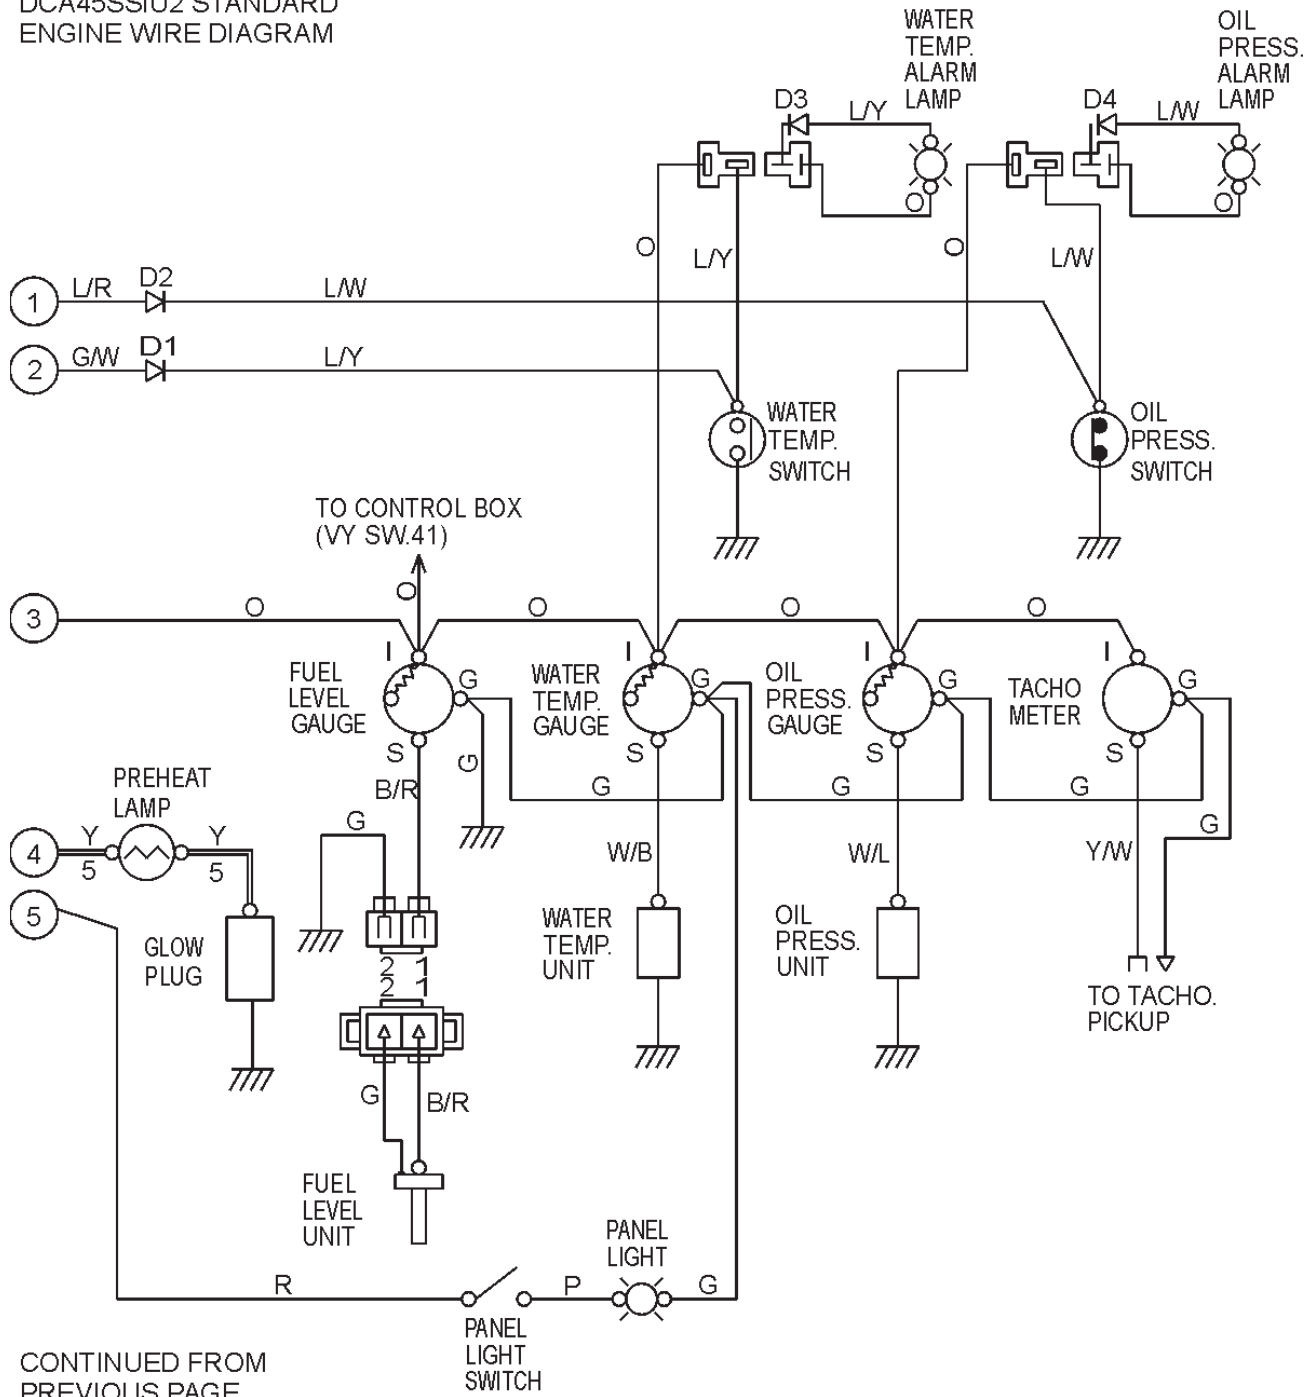 DCA45SSIU2 STANDARD
ENGINE WIRE DIAGRAM
WATER
TEMP.
ALARM
LAMP
OIL
PRESS.
ALARM
LAMP
D3
L/Y
D4
L/W
O
O
O
L/Y
O
L/W
1
L/R
D2
L/W
2
G/W
D1
L/Y
WATER
TEMP.
SWITCH
OIL
PRESS.
SWITCH
TO CONTROL BOX
(VY SW.41)
O
3
O
O
O
O
I
I
I
I
FUEL
LEVEL
GAUGE
G
S
WATER
TEMP.
GAUGE
G
S
OIL
PRESS.
GAUGE
G
S
TACHO
METER
G
S
G
B/R
G
G
G
G
PREHEAT
LAMP
4
Y
5
Y
5
G
W/B
W/L
Y/W
5
GLOW
PLUG
2 1
2 1
WATER
TEMP.
UNIT
OIL
PRESS.
UNIT
TO TACHO.
PICKUP
G
B/R
FUEL
LEVEL
UNIT
PANEL
LIGHT
R
P
G
PANEL
LIGHT
SWITCH
CONTINUED FROM
PREVIOUS PAGE